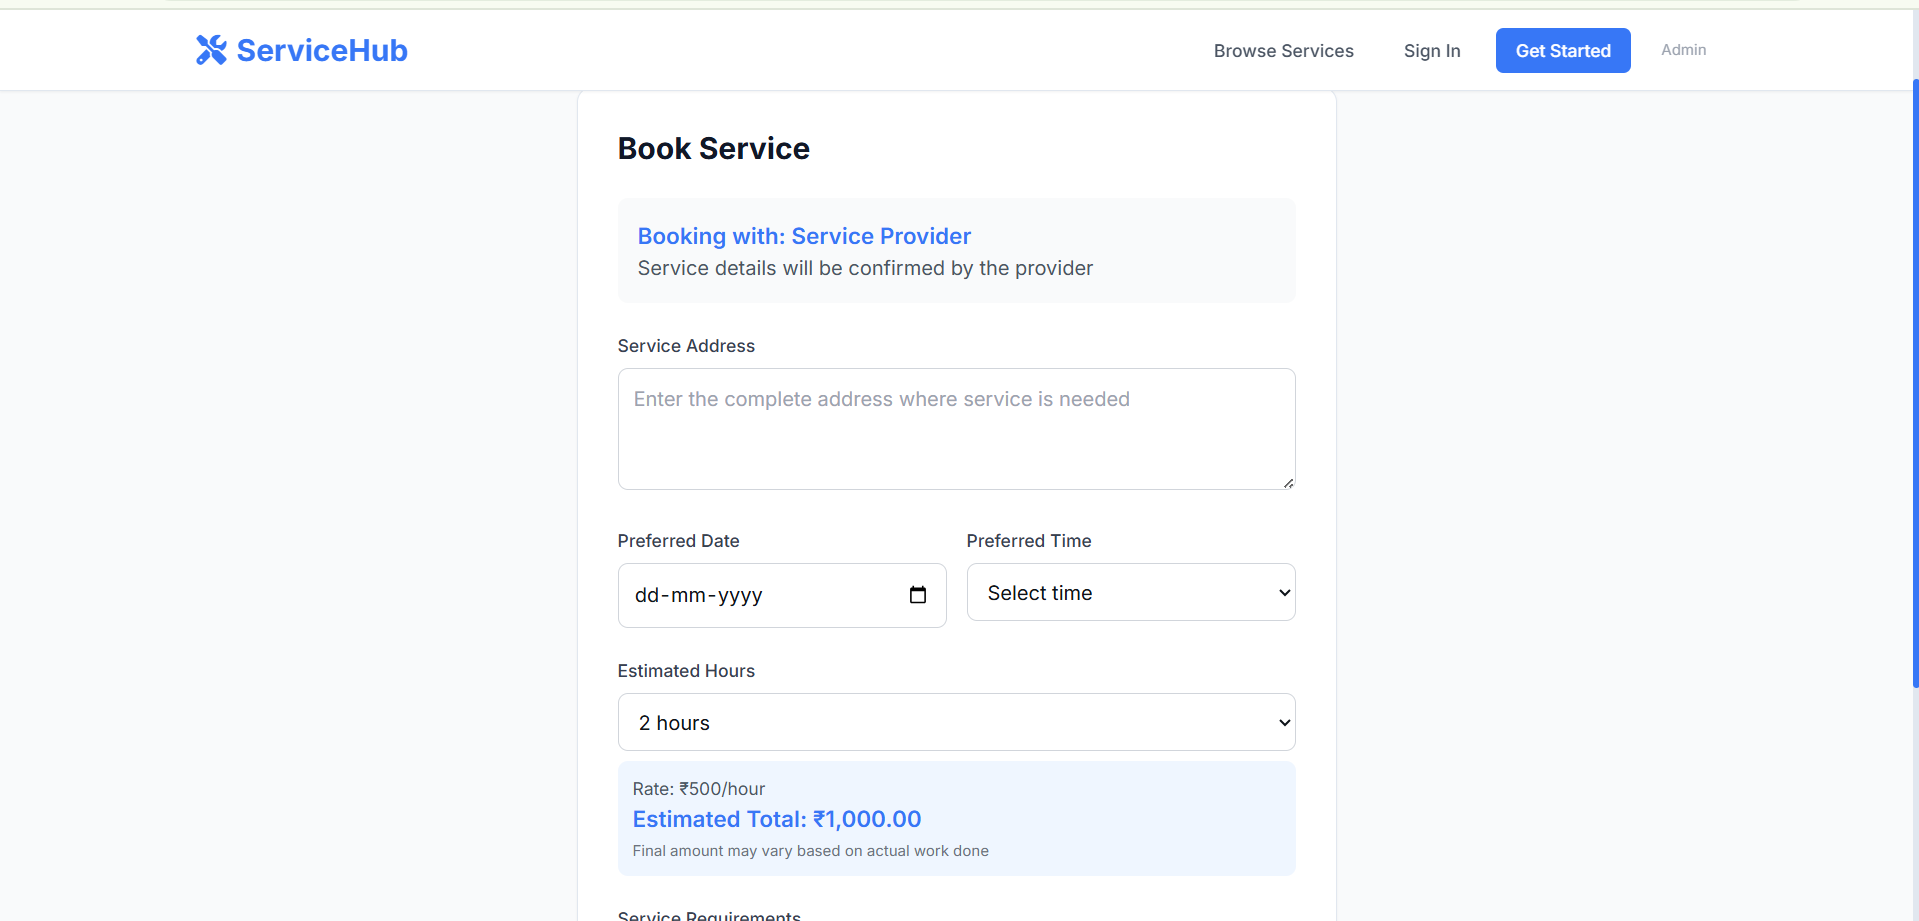 ServiceHub
Browse Services
Sign In
Get Started
Admin
Book Service
Booking with: Service Provider
Service details will be confirmed by the provider
Service Address
Enter the complete address where service is needed
Preferred Date
Preferred Time
dd-mm-yyyy
Select time
Estimated Hours
2 hours
Rate: ₹500/hour
Estimated Total: ₹1,000.00
Final amount may vary based on actual work done
Service Requirements